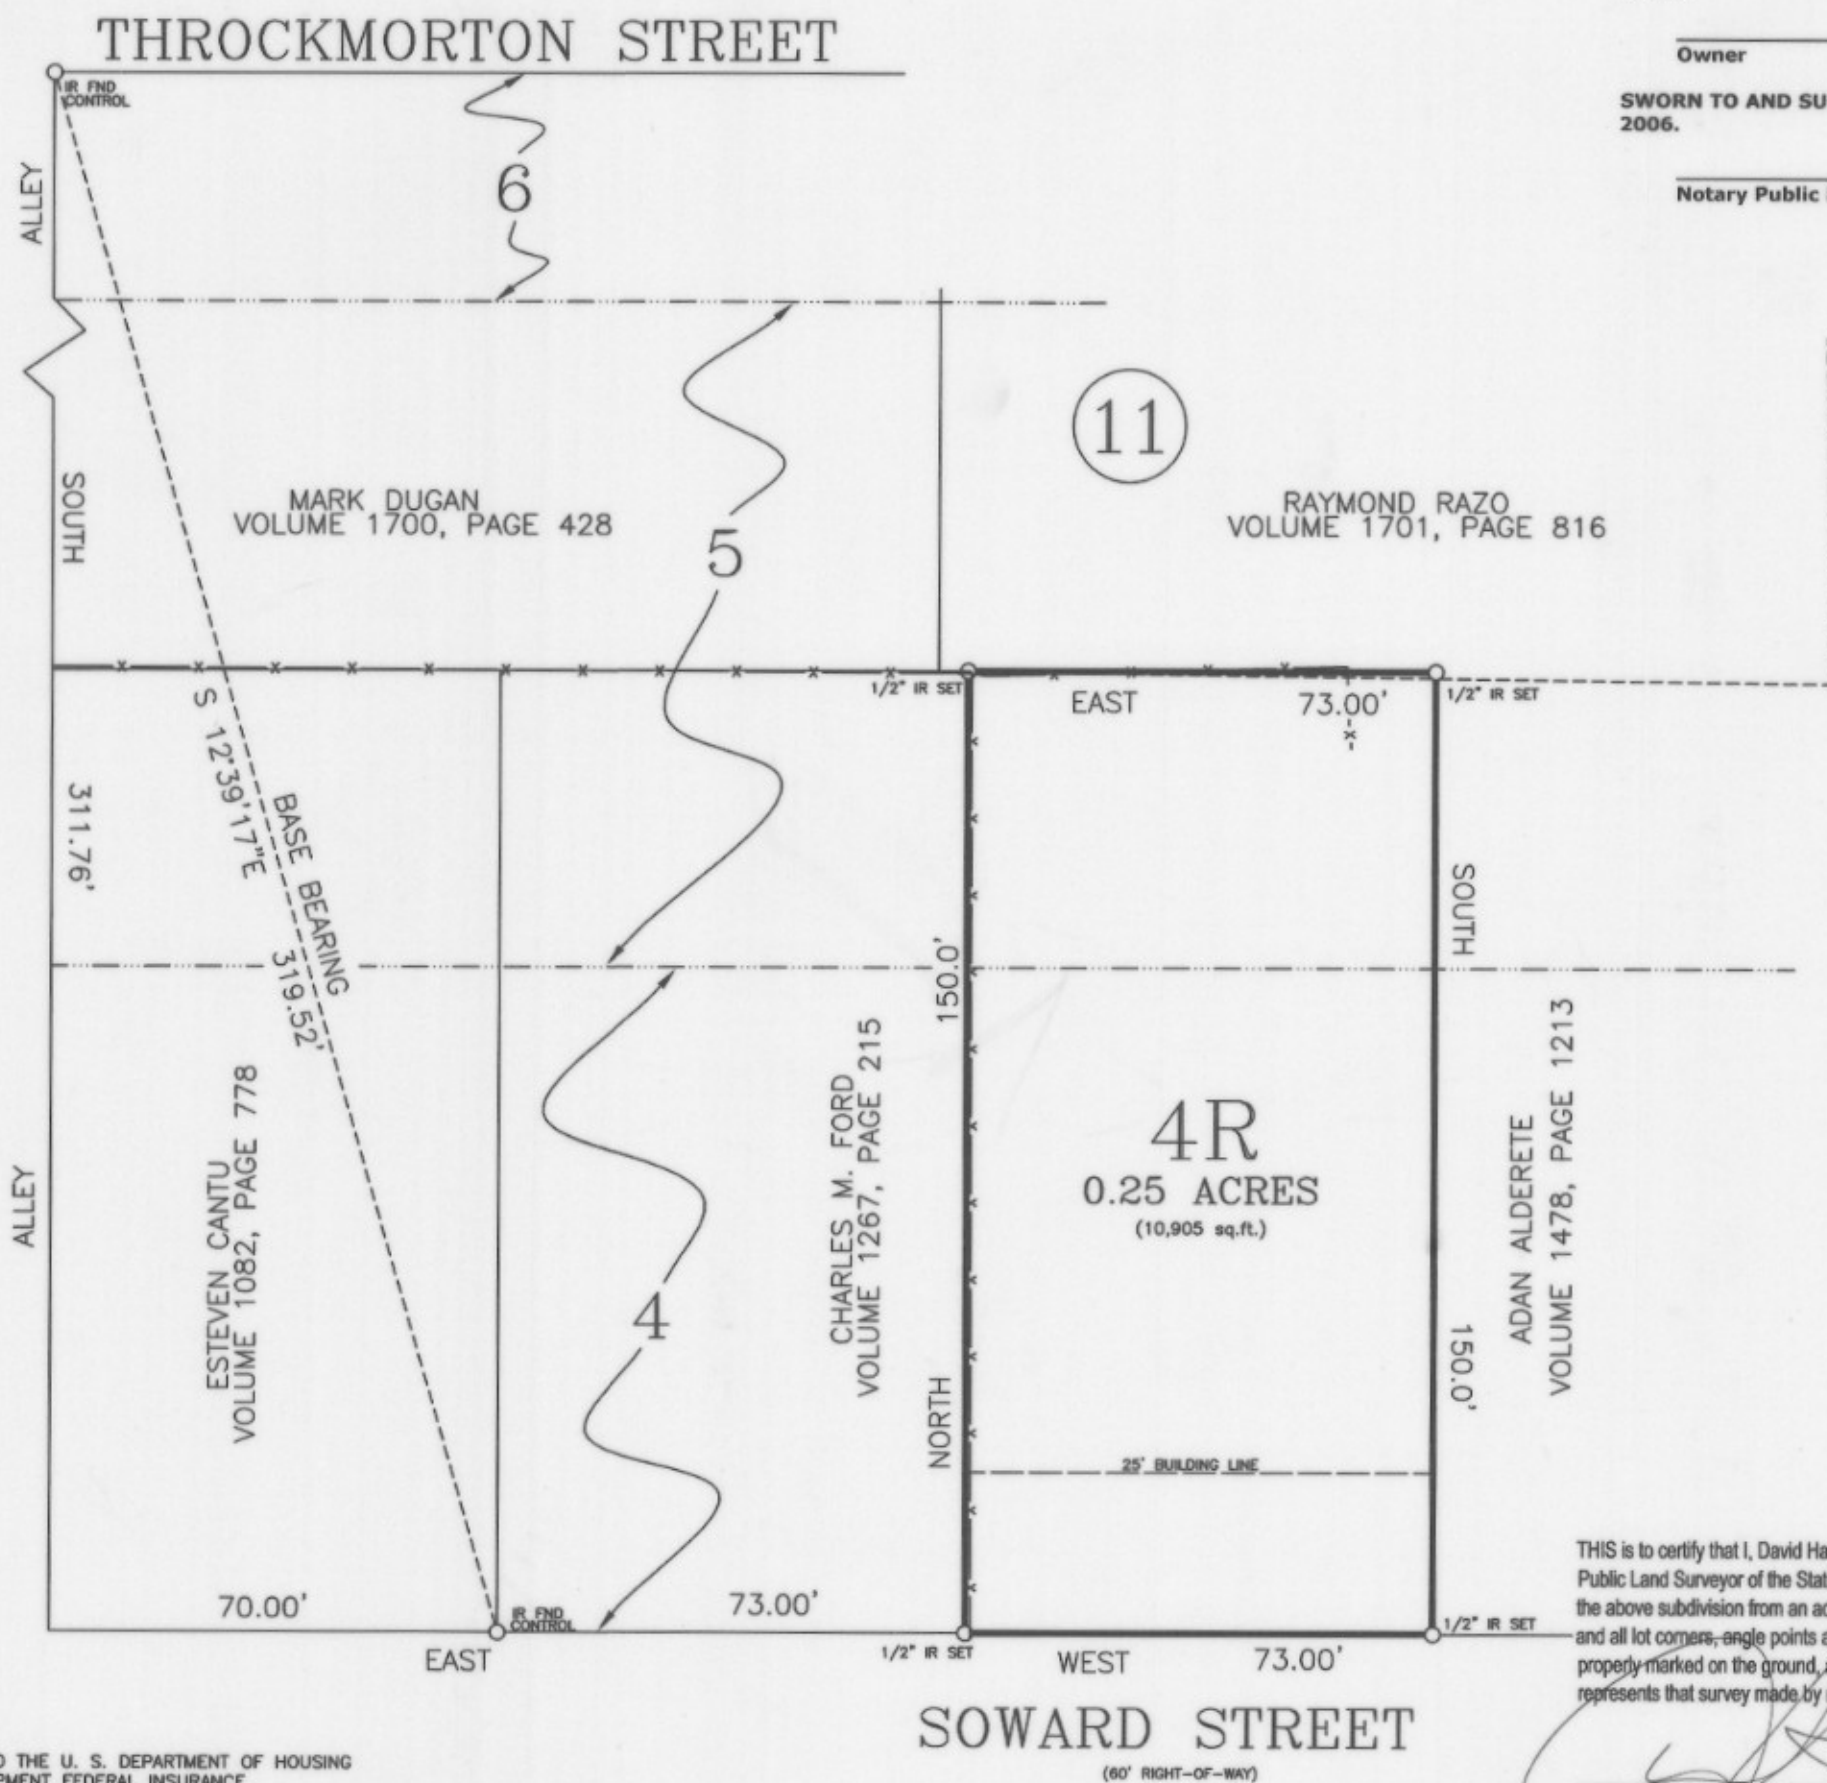 THROCKMORTON STREET
Owner
SWORN TO AND SU
2006.
Notary Public
IR FND
CONTROL
ALLEY
6
11
SOUTH
MARK DUGAN
VOLUME 1700, PAGE 428
5
RAYMOND RAZO
VOLUME 1701, PAGE 816
1/2" IR SET
EAST 73.00'
1/2" IR SET
S 12°39'17"E
319.52'
BASE BEARING
311.76'
150.0'
SOUTH
ALLEY
ESTEVEN CANTU
VOLUME 1082, PAGE 778
4
CHARLES M. FORD
VOLUME 1267, PAGE 215
4R
0.25 ACRES
(10,905 sq.ft.)
ADAN ALDERETE
VOLUME 1478, PAGE 1213
150.0'
NORTH
25' BUILDING LINE
70.00'
IR FND
CONTROL
73.00'
EAST
1/2" IR SET
WEST 73.00'
1/2" IR SET
THIS is to certify that I, David Ha
Public Land Surveyor of the Stat
the above subdivision from an ac
and all lot corners, angle points a
properly marked on the ground, a
represents that survey made by
SOWARD STREET
(60' RIGHT-OF-WAY)
THE U. S. DEPARTMENT OF HOUSING
PMENT FEDERAL INSURANCE